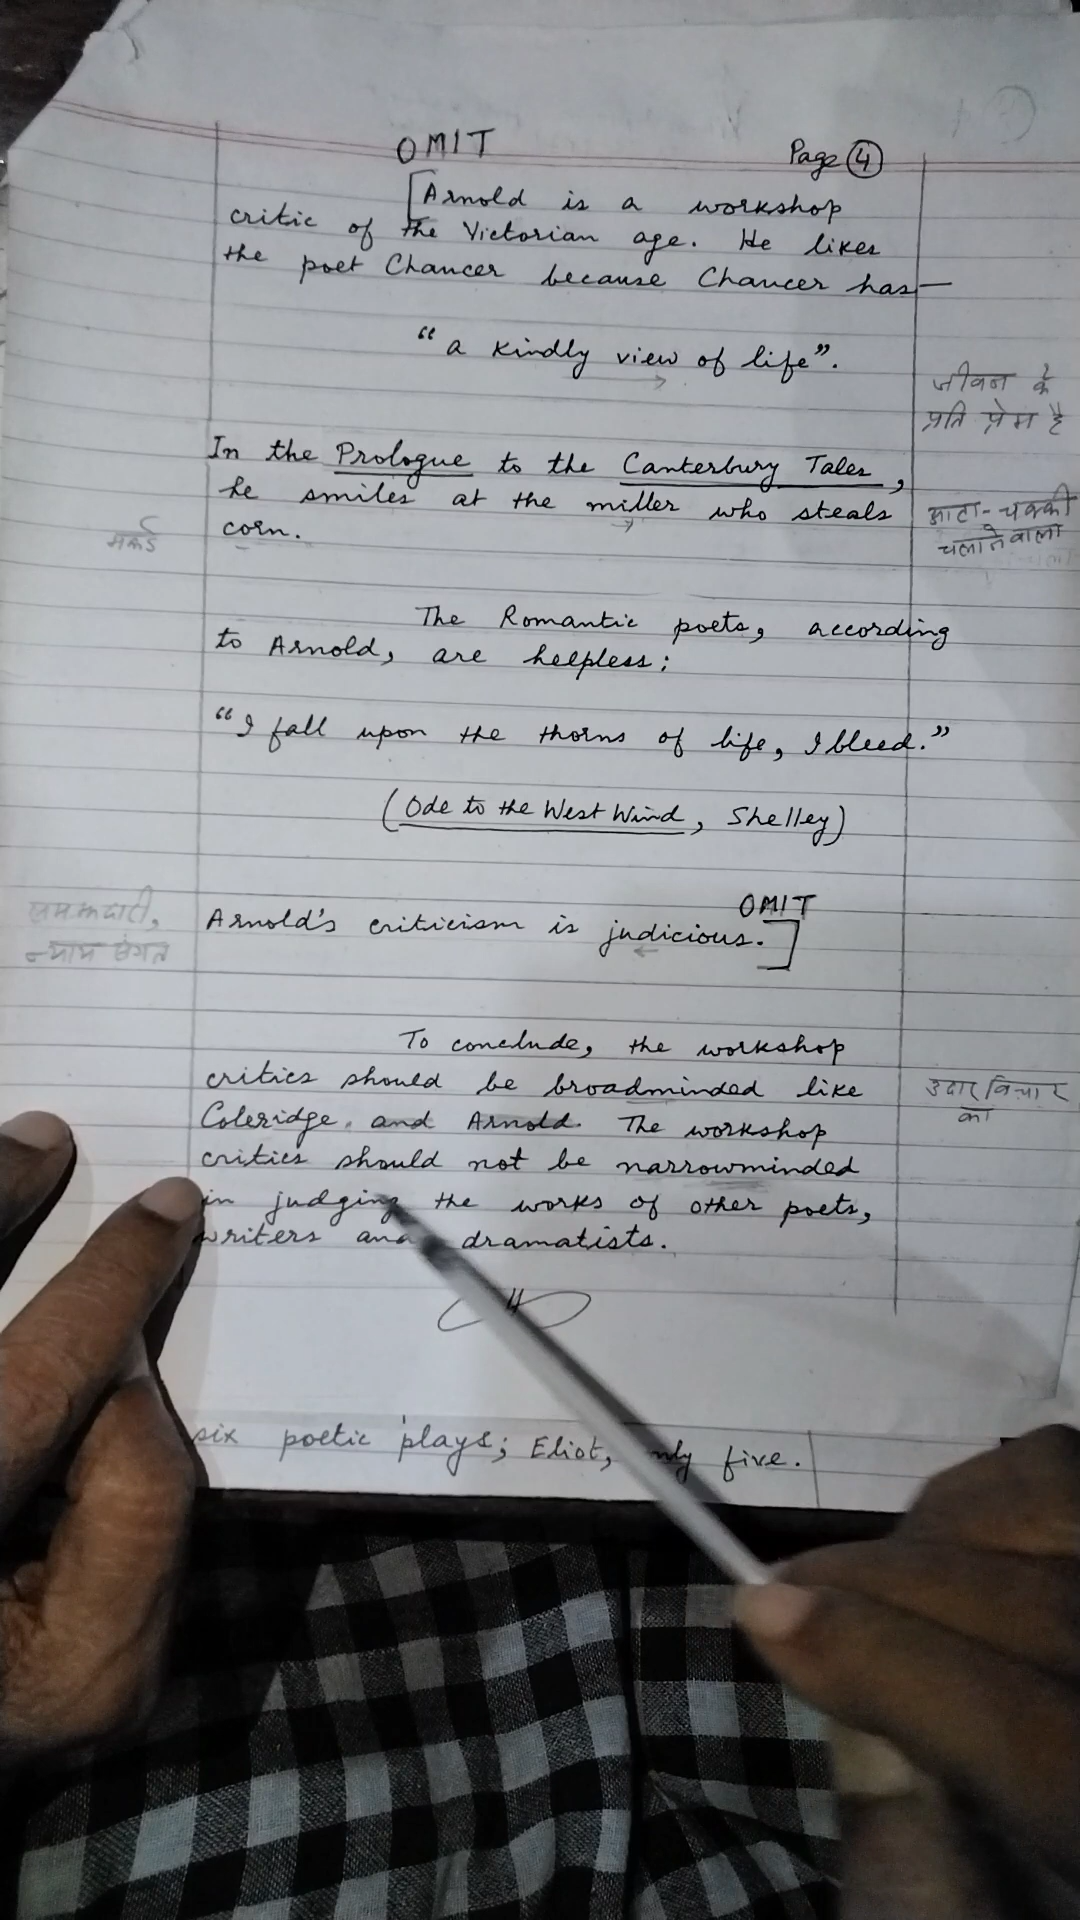 OMIT
Page 4
[Arnold is a workshop
critic of the Victorian age. He likes
the poet Chaucer because Chaucer has—
"a kindly view of life".
जीवन के
प्रति प्रेम है
In the Prologue to the Canterbury Tales,
he smiles at the miller who steals
corn.
मकई
आटा-चक्की
चलाने वाला
The Romantic poets, according
to Arnold, are helpless:
"I fall upon the thorns of life, I bleed."
(Ode to the West Wind, Shelley)
OMIT
Arnold's criticism is judicious.]
समझदारी,
न्याय संगत
To conclude, the workshop
critics should be broadminded like
Coleridge and Arnold. The workshop
critics should not be narrowminded
in judging the works of other poets,
writers and dramatists.
उदार विचार
का
six poetic plays; Eliot, only five.